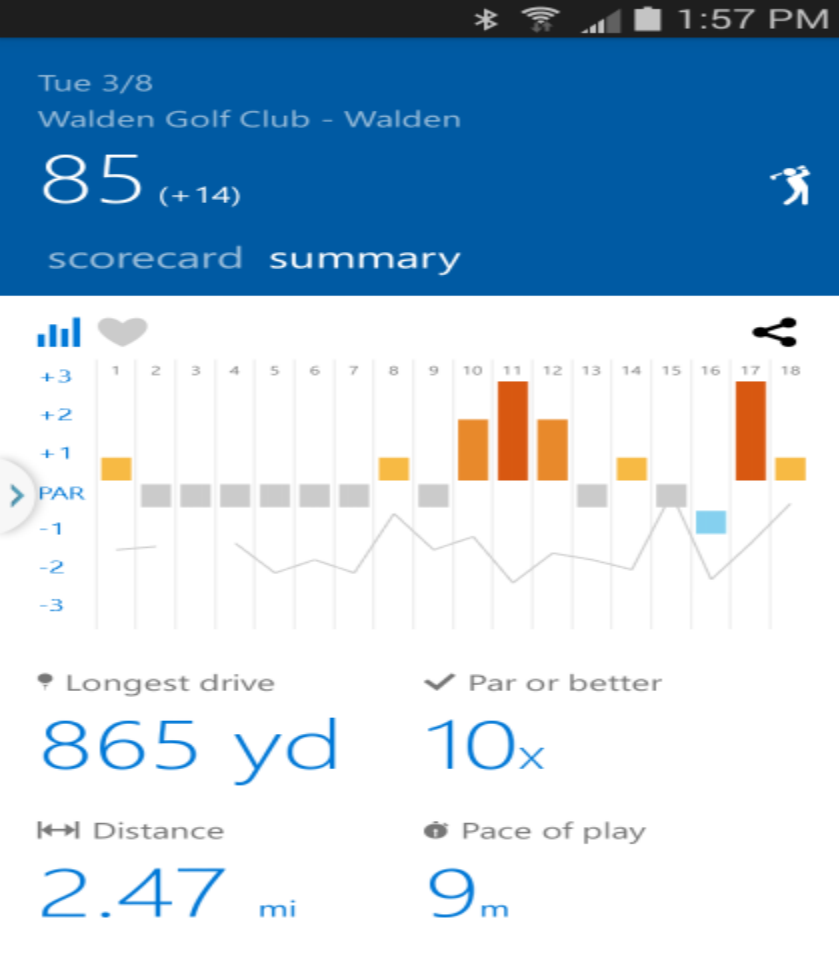 1:57 PM
Tue 3/8
Walden Golf Club - Walden
85 (+14)
scorecard summary
1 2 3 4 5 6 7 8 9 10 11 12 13 14 15 16 17 18
+3
+2
+1
PAR
-1
-2
-3
Longest drive Par or better
865 yd 10x
Distance Pace of play
2.47 mi 9m